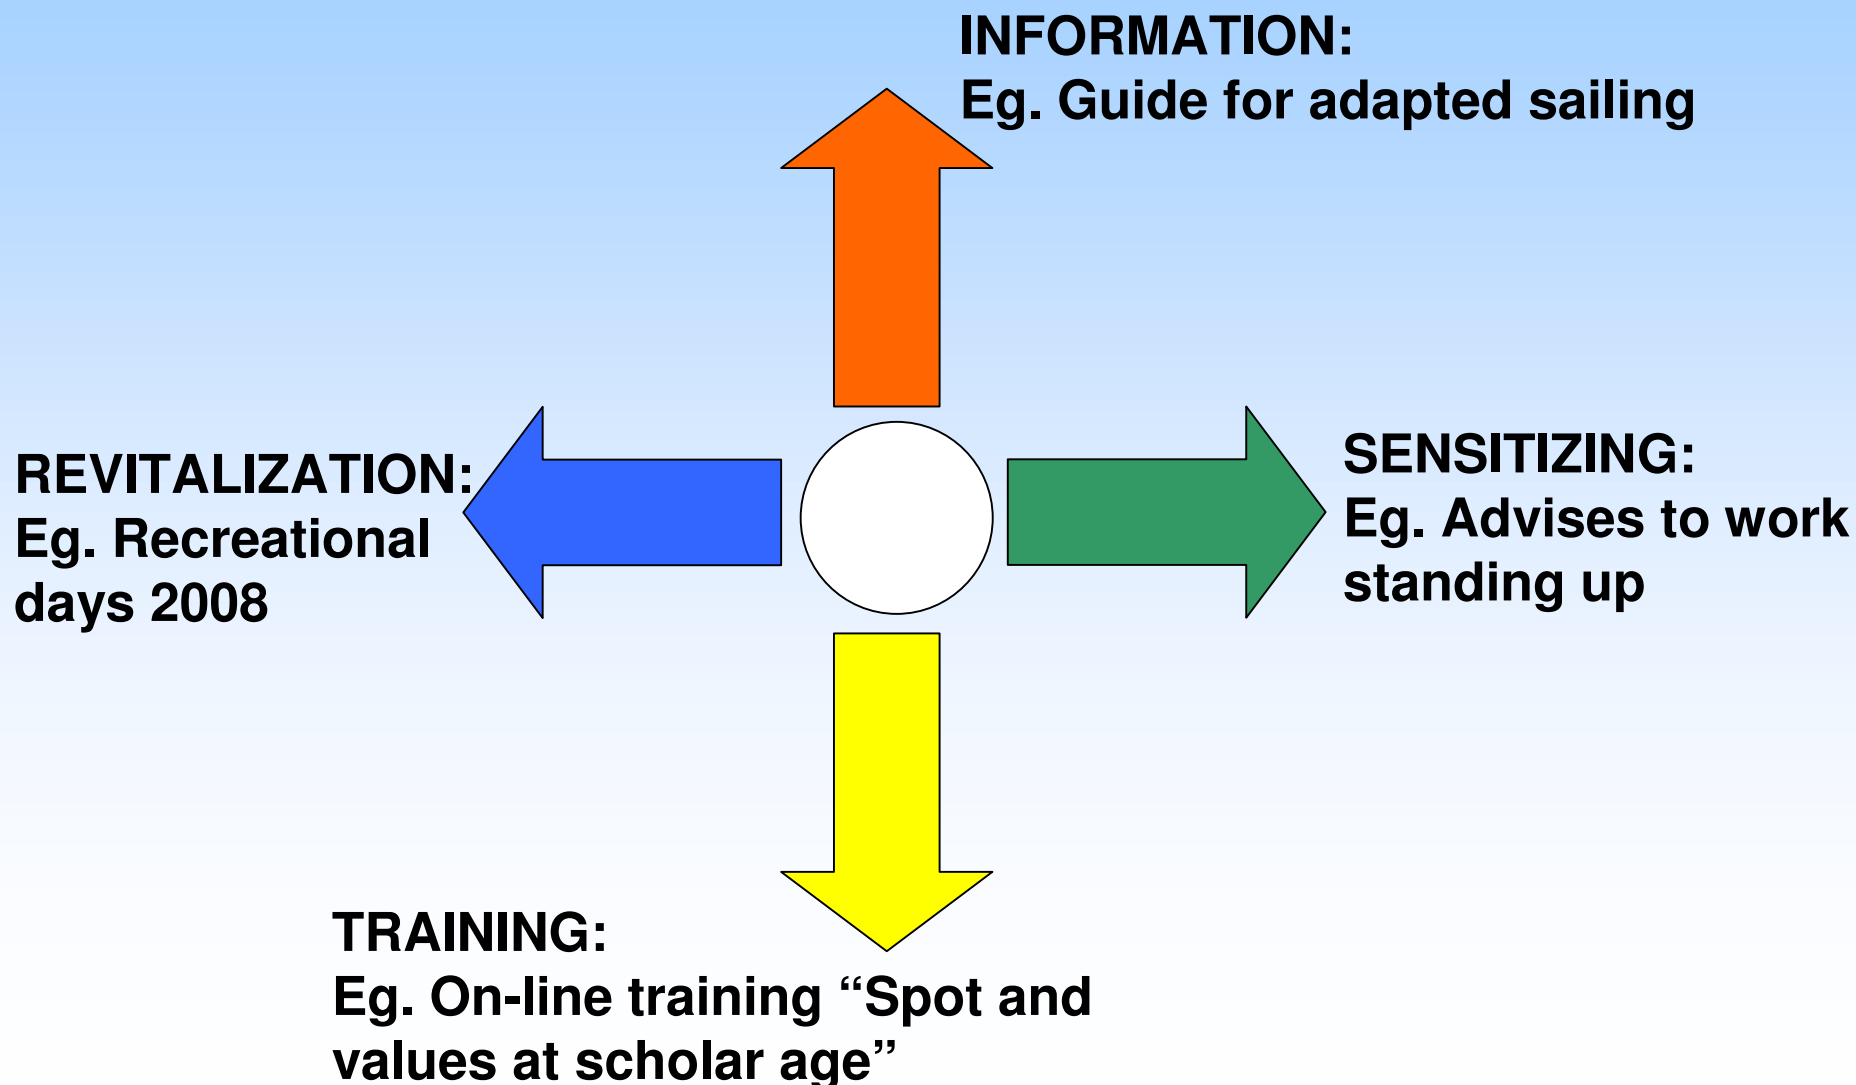 INFORMATION:
Eg. Guide for adapted sailing
REVITALIZATION:
Eg. Recreational
days 2008
SENSITIZING:
Eg. Advises to work
standing up
TRAINING:
Eg. On-line training “Spot and
values at scholar age”